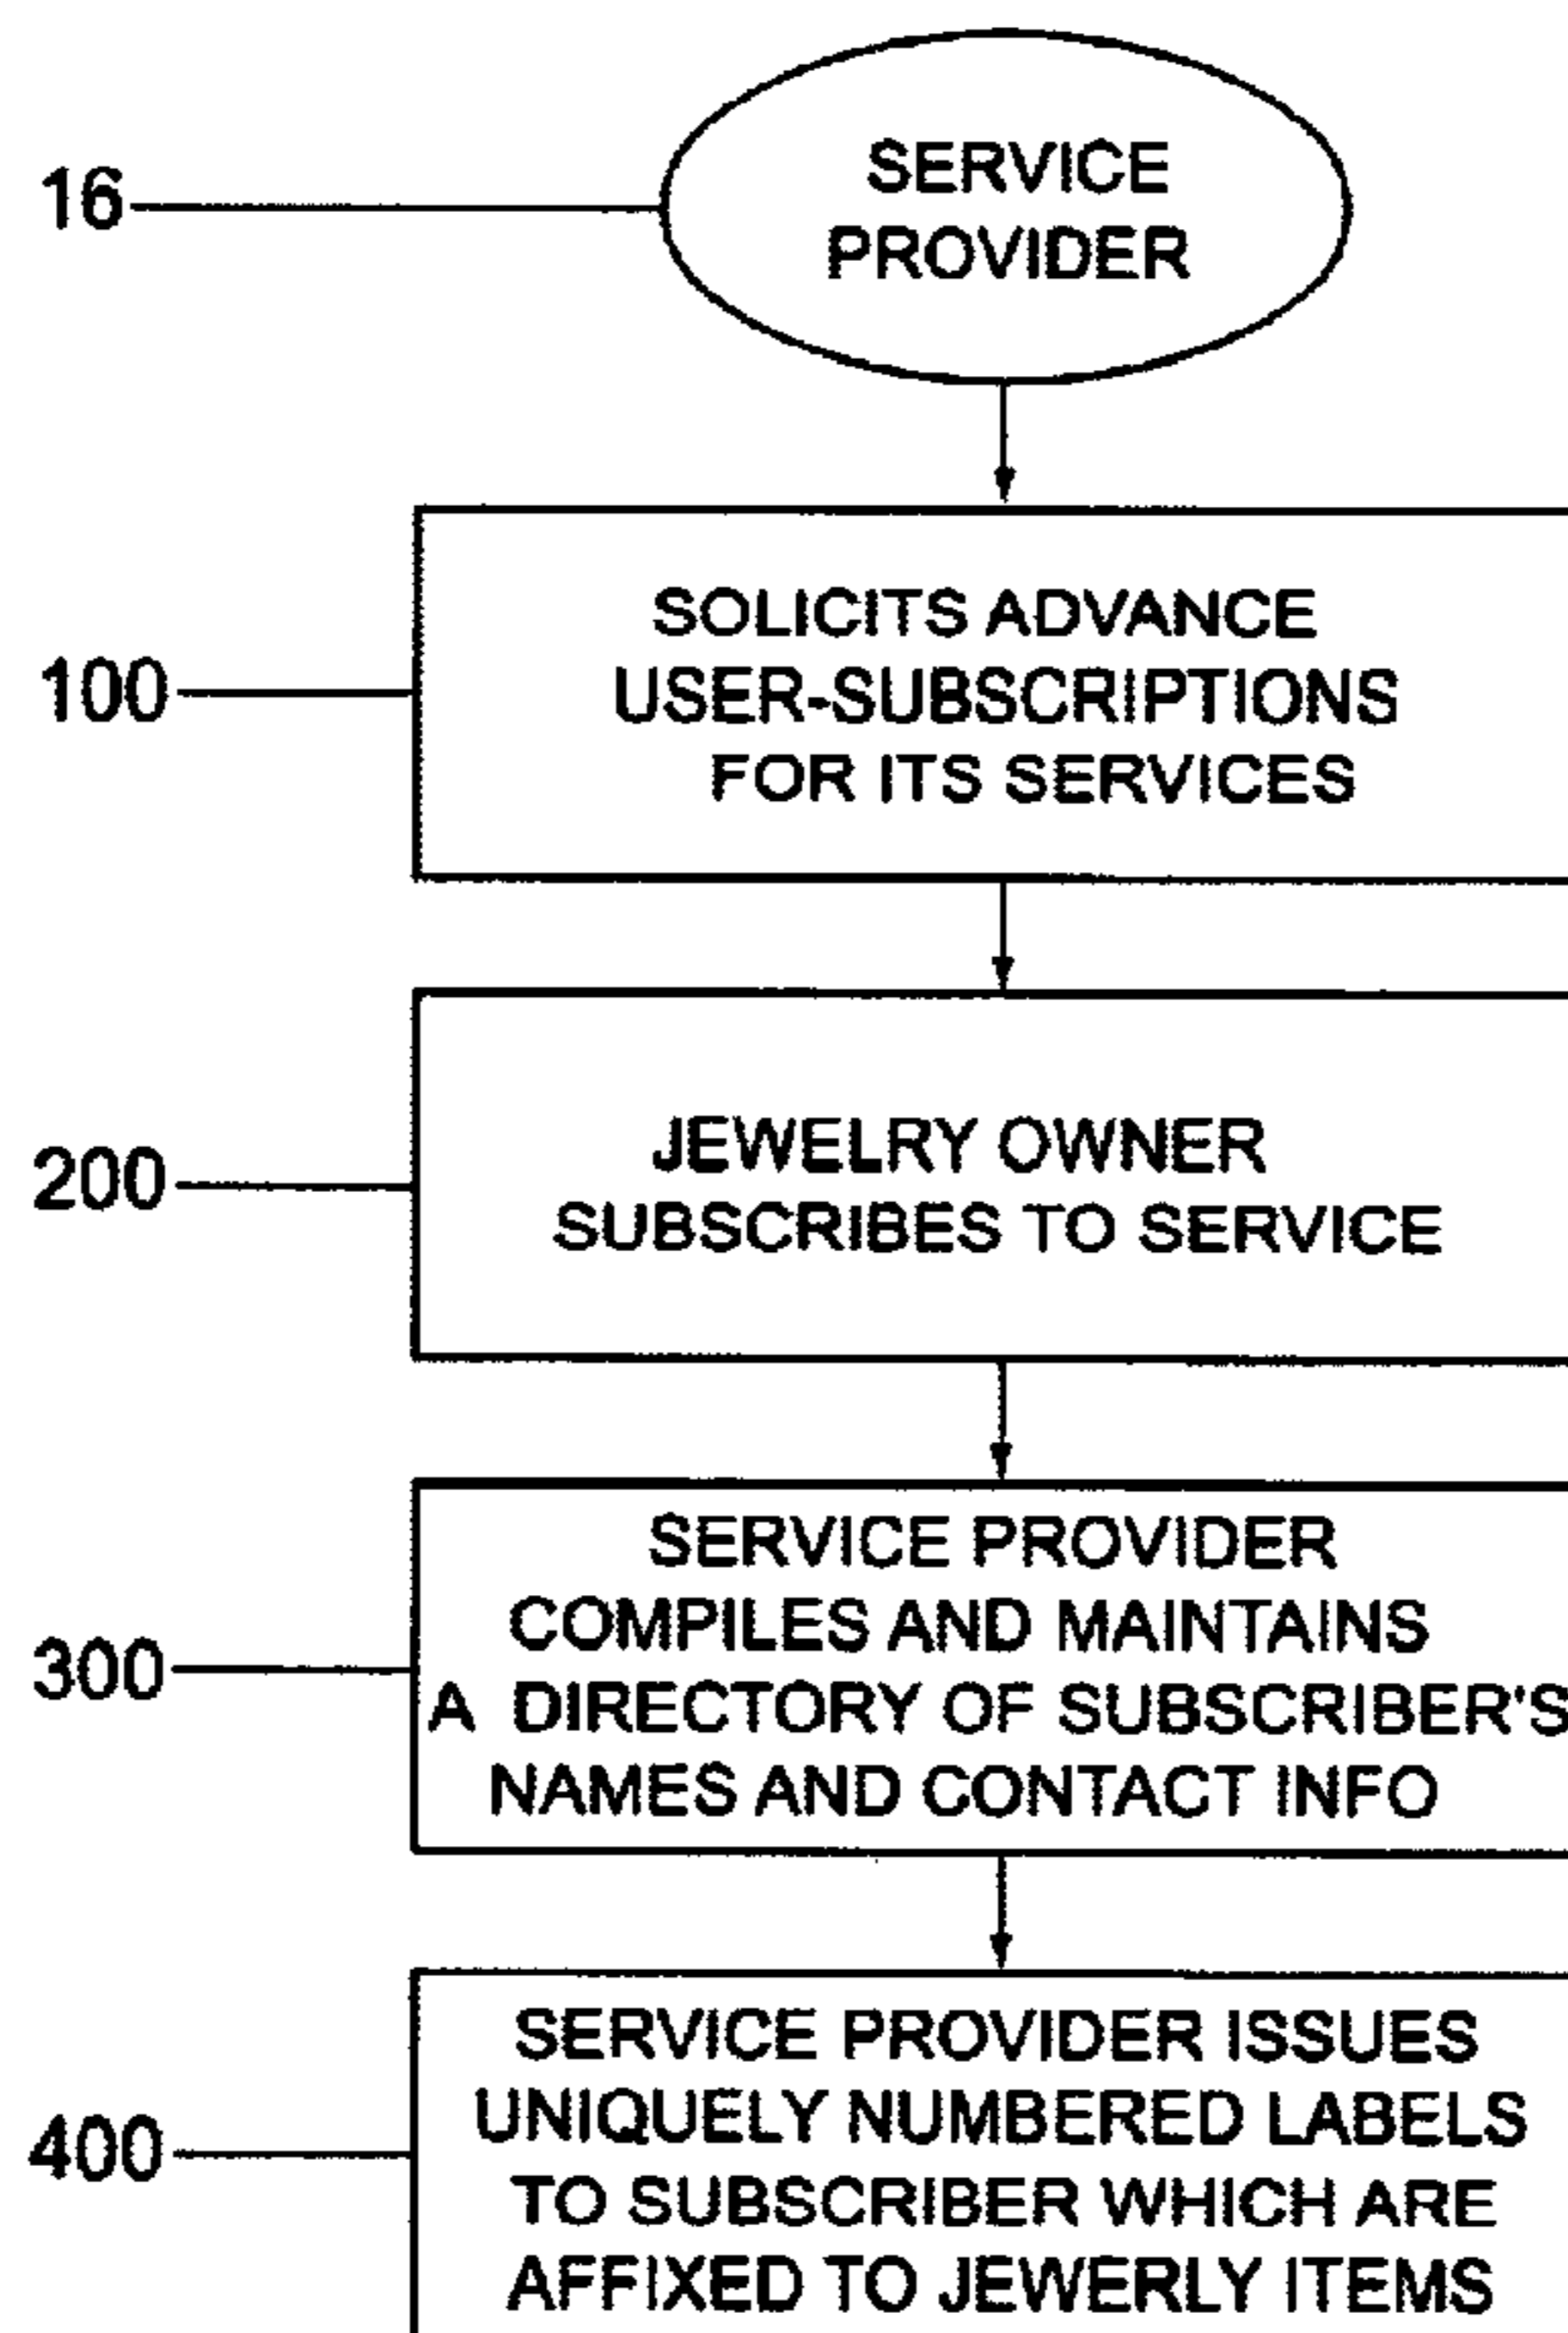 16
SERVICE
PROVIDER
100
SOLICITS ADVANCE
USER-SUBSCRIPTIONS
FOR ITS SERVICES
200
JEWELRY OWNER
SUBSCRIBES TO SERVICE
300
SERVICE PROVIDER
COMPILES AND MAINTAINS
A DIRECTORY OF SUBSCRIBER'S
NAMES AND CONTACT INFO
400
SERVICE PROVIDER ISSUES
UNIQUELY NUMBERED LABELS
TO SUBSCRIBER WHICH ARE
AFFIXED TO JEWERLY ITEMS